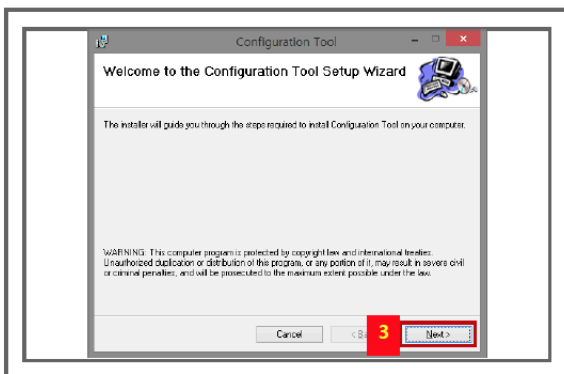 Configuration Tool
Welcome to the Configuration Tool Setup Wizard
The installer will guide you through the steps required to install Configuration Tool on your computer.
WARNING: This computer program is protected by copyright law and international treaties.
Unauthorized duplication or distribution of this program, or any portion of it, may result in severe civil
or criminal penalties, and will be prosecuted to the maximum extent possible under the law.
Cancel
< Ba
3
Next >